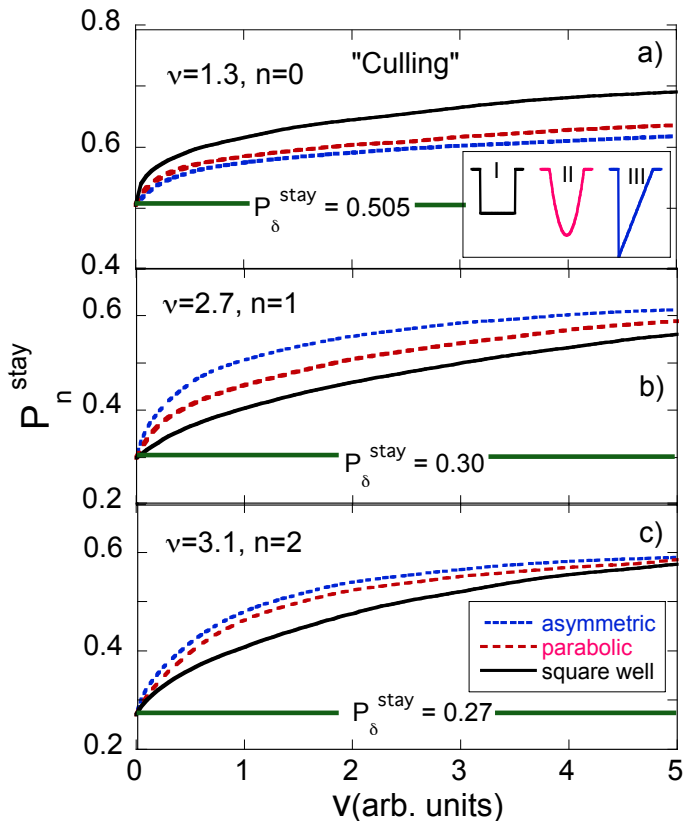 0.8
"Culling"
a)
ν=1.3, n=0
I II III
0.6
P_δ^stay = 0.505
0.4
ν=2.7, n=1
0.6
b)
0.4
P_δ^stay = 0.30
0.2
P_n^stay
ν=3.1, n=2
c)
0.6
asymmetric
parabolic
square well
0.4
P_δ^stay = 0.27
0.2
0 1 2 3 4 5
V(arb. units)